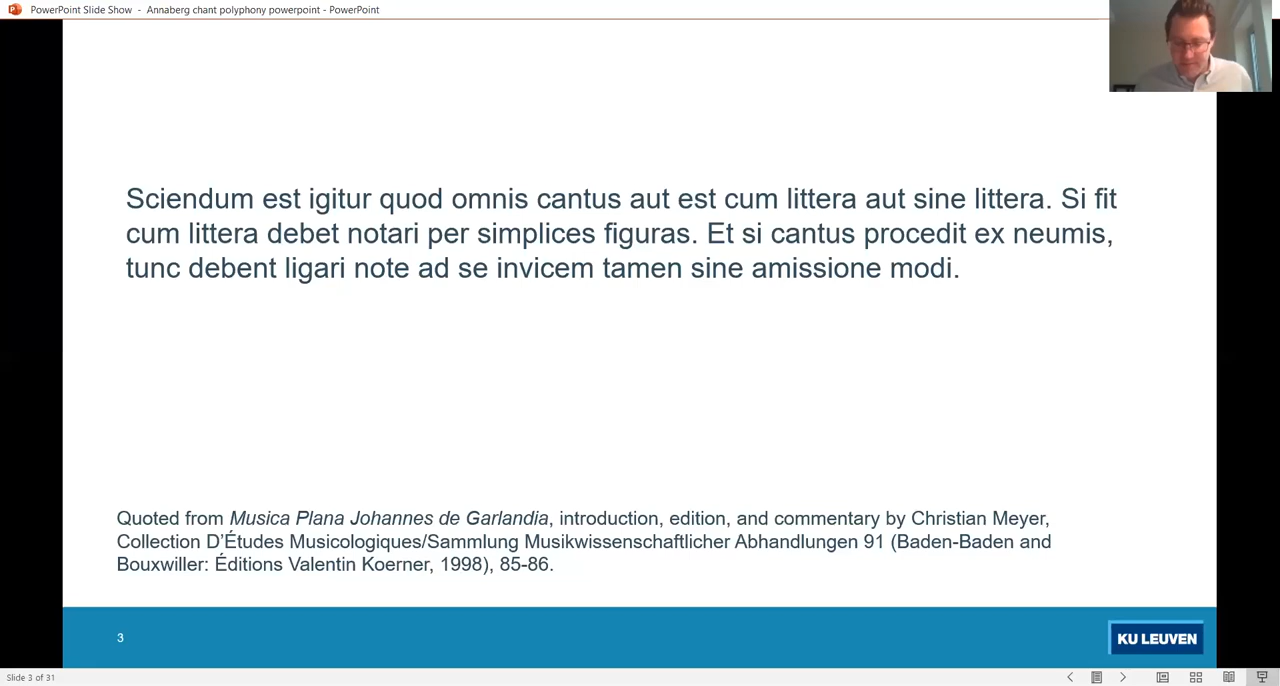 PowerPoint Slide Show - Annaberg chant polyphony powerpoint - PowerPoint
Sciendum est igitur quod omnis cantus aut est cum littera aut sine littera. Si fit
cum littera debet notari per simplices figuras. Et si cantus procedit ex neumis,
tunc debent ligari note ad se invicem tamen sine amissione modi.
Quoted from Musica Plana Johannes de Garlandia, introduction, edition, and commentary by Christian Meyer,
Collection D’Études Musicologiques/Sammlung Musikwissenschaftlicher Abhandlungen 91 (Baden-Baden and
Bouxwiller: Éditions Valentin Koerner, 1998), 85-86.
3
KU LEUVEN
Slide 3 of 31